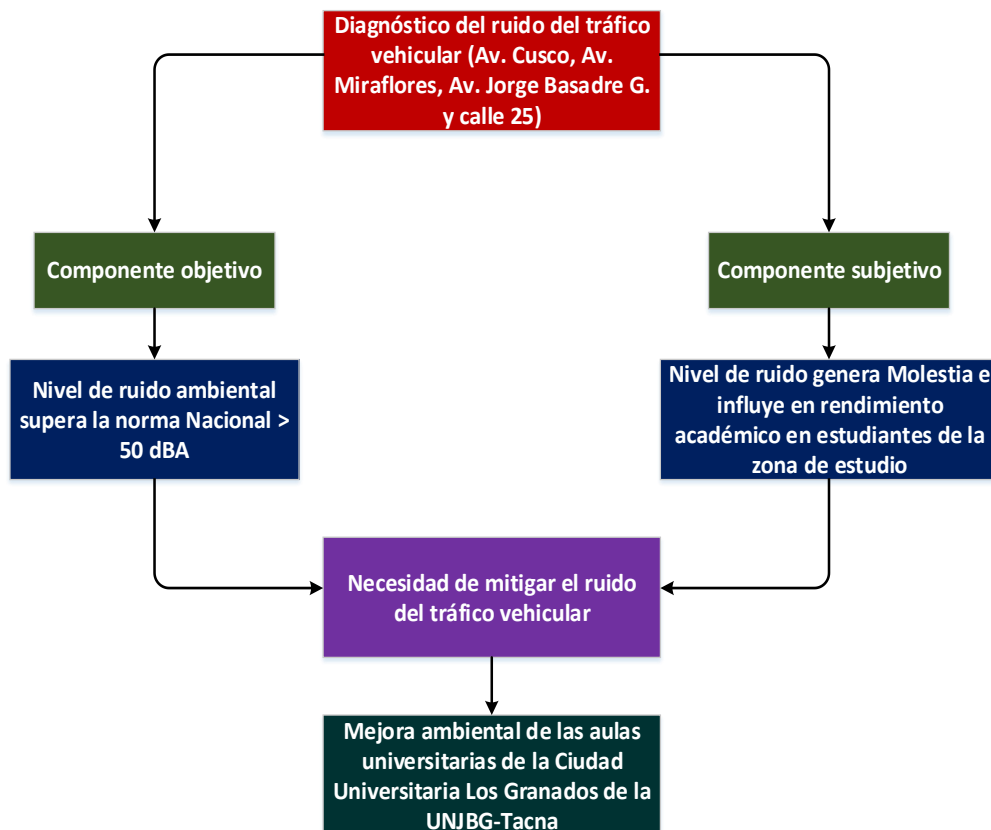 Diagnóstico del ruido del tráfico
vehicular (Av. Cusco, Av.
Miraflores, Av. Jorge Basadre G.
y calle 25)
Componente objetivo
Componente subjetivo
Nivel de ruido ambiental
supera la norma Nacional >
50 dBA
Nivel de ruido genera Molestia e
influye en rendimiento
académico en estudiantes de la
zona de estudio
Necesidad de mitigar el ruido
del tráfico vehicular
Mejora ambiental de las aulas
universitarias de la Ciudad
Universitaria Los Granados de la
UNJBG-Tacna